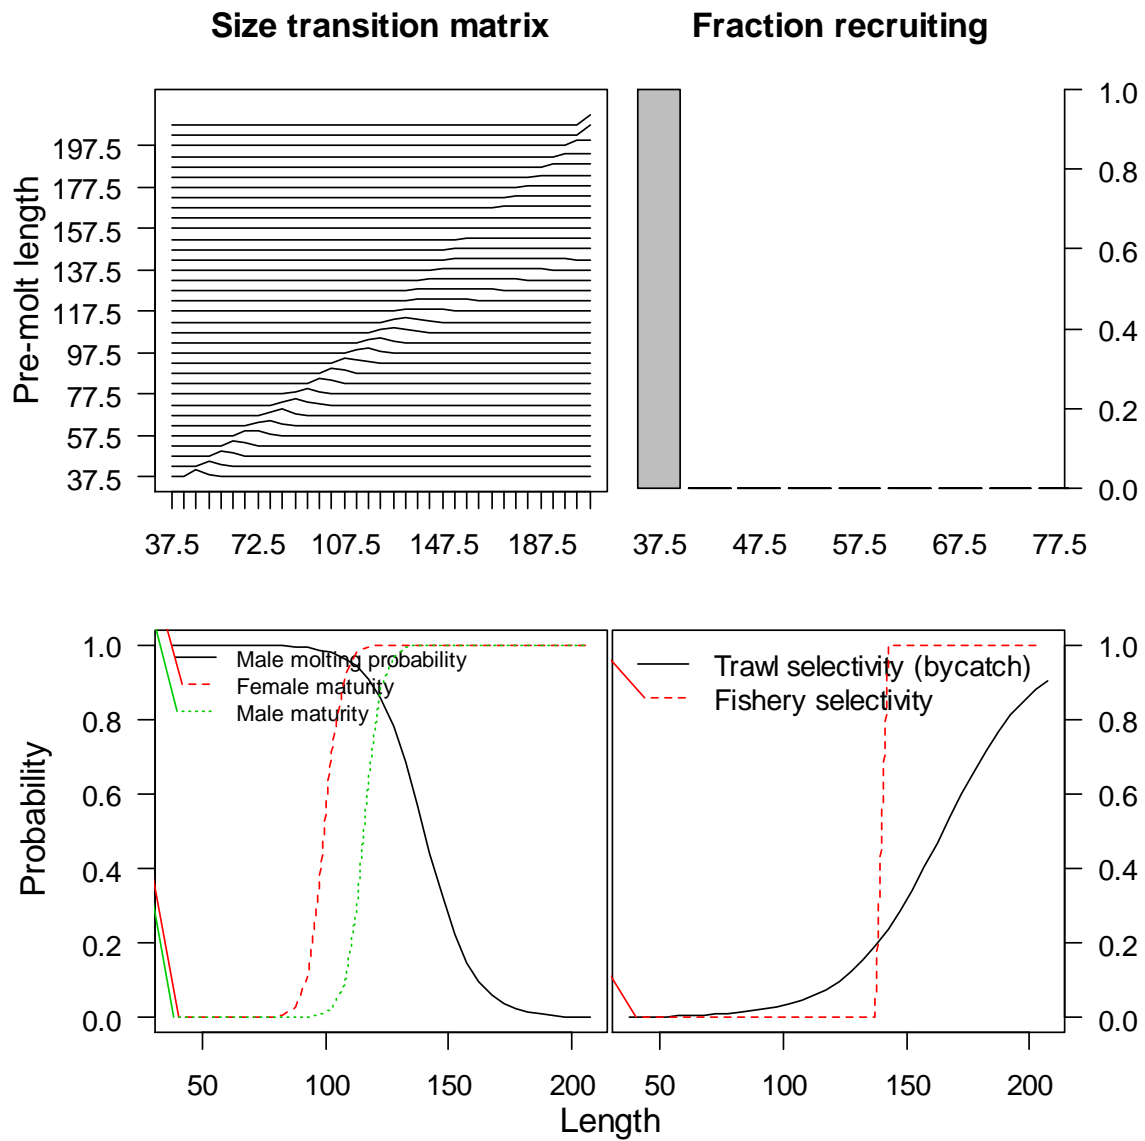 Size transition matrix
Fraction recruiting
Pre-molt length
197.5
177.5
157.5
137.5
117.5
97.5
77.5
57.5
37.5
37.5 72.5 107.5 147.5 187.5
1.0
0.8
0.6
0.4
0.2
0.0
37.5 47.5 57.5 67.5 77.5
Probability
1.0
0.8
0.6
0.4
0.2
0.0
Male molting probability
Female maturity
Male maturity
50 100 150 200
Trawl selectivity (bycatch)
Fishery selectivity
1.0
0.8
0.6
0.4
0.2
0.0
50 100 150 200
Length